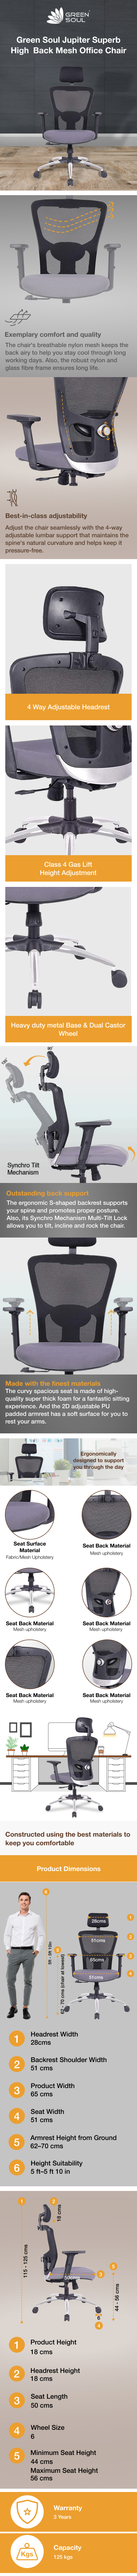 GREEN
SOUL
Green Soul Jupiter Superb
High Back Mesh Office Chair
Exemplary comfort and quality
The chair's breathable nylon mesh keeps the
back airy to help you stay cool through long
working days. Also, the robust nylon and
glass fibre frame ensures long life.
Best-in-class adjustability
Adjust the chair seamlessly with the 4-way
adjustable lumbar support that maintains the
spine's natural curvature and helps keep it
pressure-free.
4 Way Adjustable Headrest
Class 4 Gas Lift
Height Adjustment
Heavy duty metal Base & Dual Castor
Wheel
90°
Synchro Tilt
Mechanism
Outstanding back support
The ergonomic S-shaped backrest supports
your spine and promotes proper posture.
Also, its Synchro Mechanism Multi-Tilt Lock
allows you to tilt, incline and rock the chair.
Made with the finest materials
The curvy spacious seat is made of high-
density super thick foam for a fantastic sitting
experience. And the 2D adjustable PU
padded armrest has a soft surface for you to
rest your arms.
Ergonomically
designed to support
you through the day
Seat Surface
Material
Fabric/Mesh Upholstery
Seat Back Material
Mesh upholstery
Seat Back Material
Mesh upholstery
Seat Back Material
Mesh upholstery
Seat Back Material
Mesh upholstery
Seat Back Material
Mesh upholstery
Constructed using the best materials to
keep you comfortable
Product Dimensions
28cms
51cms
65cms
51cms
62 - 70 cms (chair at lowest)
1 Headrest Width
28cms
2 Backrest Shoulder Width
51 cms
3 Product Width
65 cms
4 Seat Width
51 cms
5 Armrest Height from Ground
62–70 cms
6 Height Suitability
5 ft–5 ft 10 in
18 cms
115 - 125 cms
44 - 56 cms
1 Product Height
18 cms
2 Headrest Height
18 cms
3 Seat Length
50 cms
4 Wheel Size
6
5 Minimum Seat Height
44 cms
Maximum Seat Height
56 cms
Warranty
3 Years
Kgs
Capacity
125 kgs